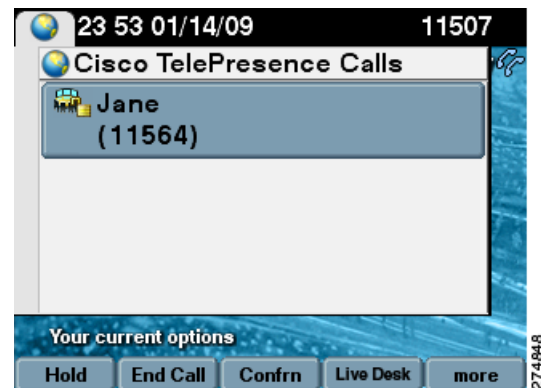 23 53 01/14/09 11507
Cisco TelePresence Calls
Jane
(11564)
Your current options
Hold End Call Confrn Live Desk more
274848